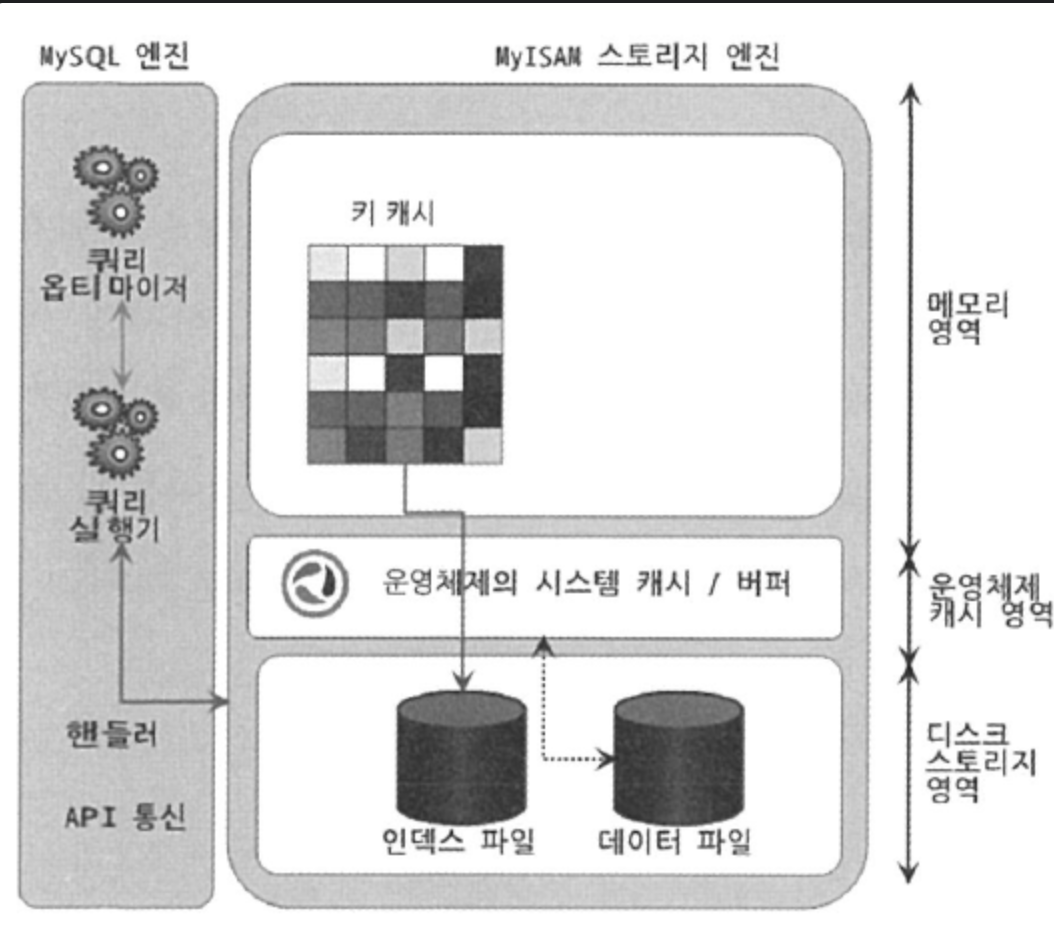 MySQL 엔진
MyISAM 스토리지 엔진
쿼리
옵티마이저
쿼리
실행기
핸들러
API 통신
키 캐시
운영체제의 시스템 캐시 / 버퍼
인덱스 파일
데이터 파일
메모리
영역
운영체제
캐시 영역
디스크
스토리지
영역